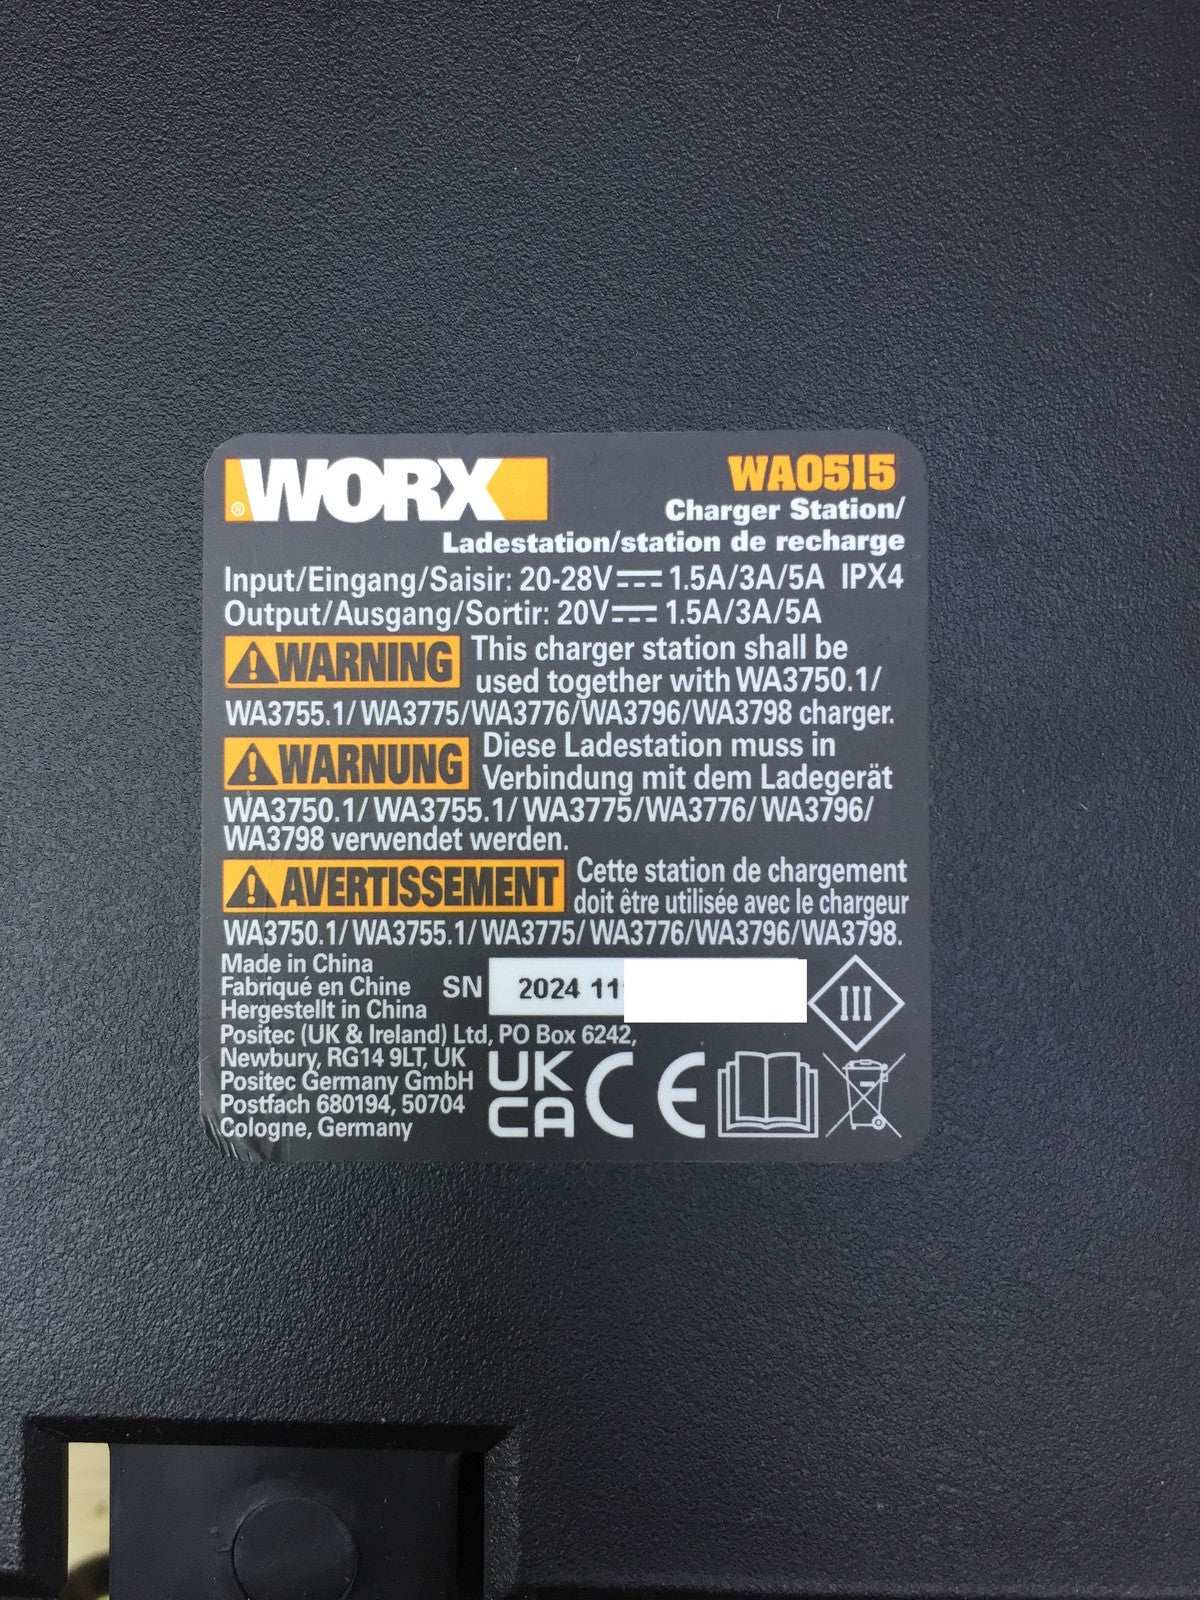 ® WORX WA0515
Charger Station/
Ladestation/station de recharge
Input/Eingang/Saisir: 20-28V⎓1.5A/3A/5A IPX4
Output/Ausgang/Sortir: 20V⎓1.5A/3A/5A
WARNING This charger station shall be
used together with WA3750.1/
WA3755.1/WA3775/WA3776/WA3796/WA3798 charger.
WARNUNG Diese Ladestation muss in
Verbindung mit dem Ladegerät
WA3750.1/WA3755.1/WA3775/WA3776/WA3796/
WA3798 verwendet werden.
AVERTISSEMENT Cette station de chargement
doit être utilisée avec le chargeur
WA3750.1/WA3755.1/WA3775/WA3776/WA3796/WA3798.
Made in China
Fabriqué en Chine
Hergestellt in China
SN 2024 11
III
Positec (UK & Ireland) Ltd, PO Box 6242,
Newbury, RG14 9LT, UK
Positec Germany GmbH
Postfach 680194, 50704
Cologne, Germany
UK
CA
CE